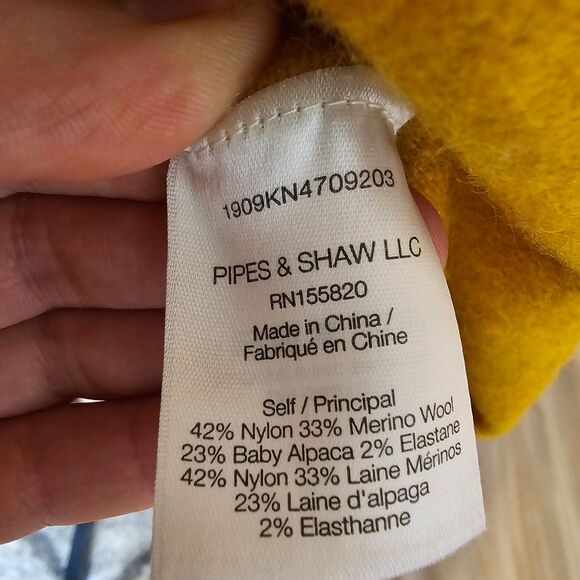 1909KN4709203
PIPES & SHAW LLC
RN155820
Made in China /
Fabriqué en Chine
Self / Principal
42% Nylon 33% Merino Wool
23% Baby Alpaca 2% Elastane
42% Nylon 33% Laine Mérinos
23% Laine d'alpaga
2% Elasthanne